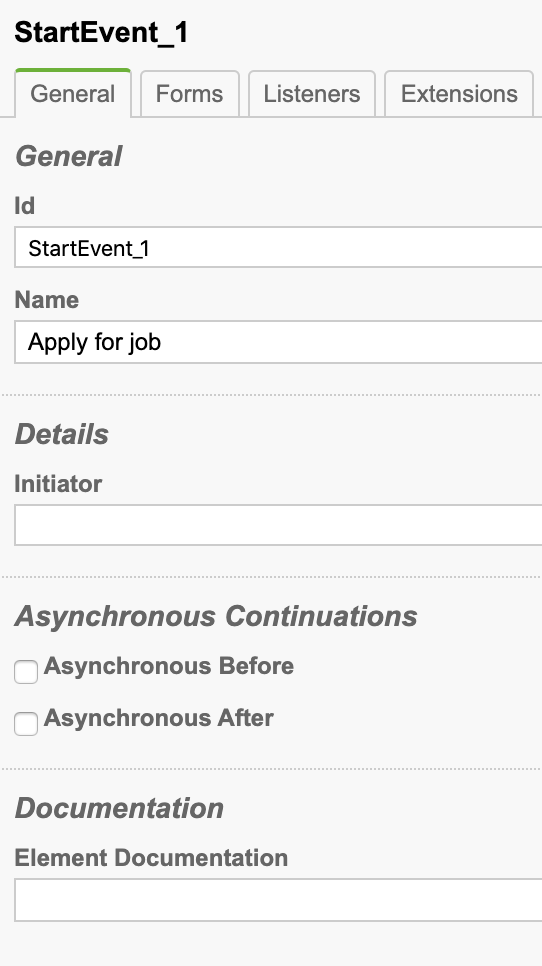 StartEvent_1
General Forms Listeners Extensions
General
Id
StartEvent_1
Name
Apply for job
Details
Initiator
Asynchronous Continuations
Asynchronous Before
Asynchronous After
Documentation
Element Documentation